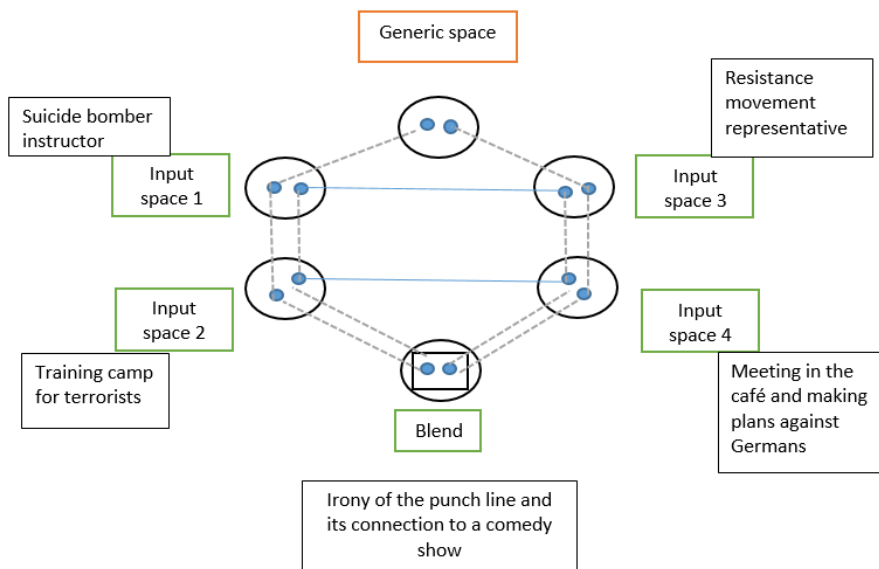 Generic space
Suicide bomber
instructor
Resistance
movement
representative
Input
space 1
Input
space 3
Input
space 2
Input
space 4
Training camp
for terrorists
Meeting in the
café and making
plans against
Germans
Blend
Irony of the punch line and
its connection to a comedy
show